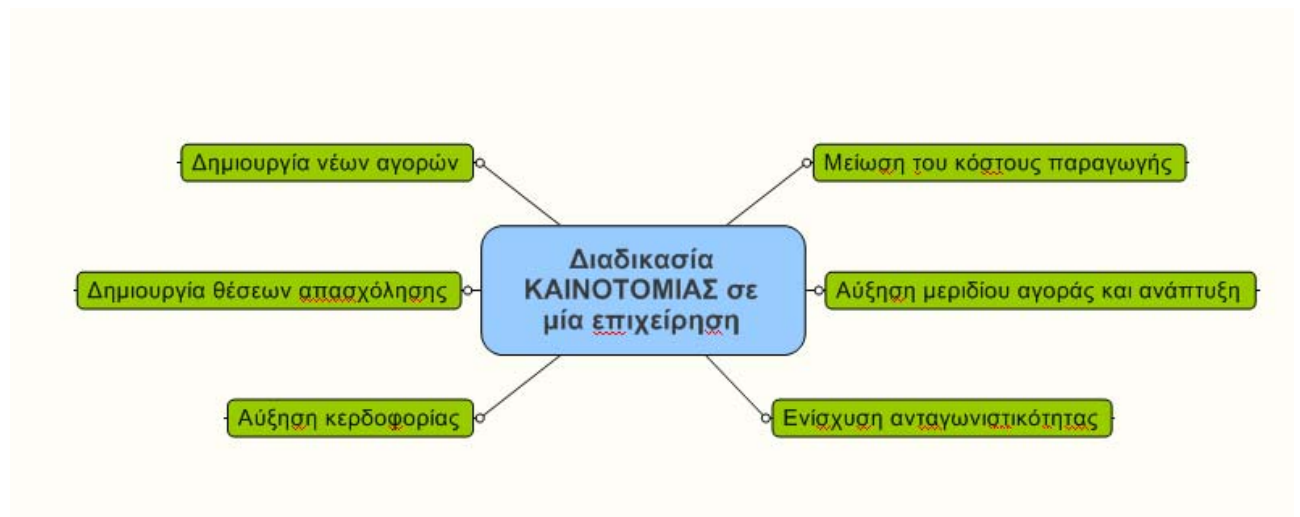 Δημιουργία νέων αγορών
Μείωση του κόστους παραγωγής
Διαδικασία
ΚΑΙΝΟΤΟΜΙΑΣ σε
μία επιχείρηση
Δημιουργία θέσεων απασχόλησης
Αύξηση μεριδίου αγοράς και ανάπτυξη
Αύξηση κερδοφορίας
Ενίσχυση ανταγωνιστικότητας